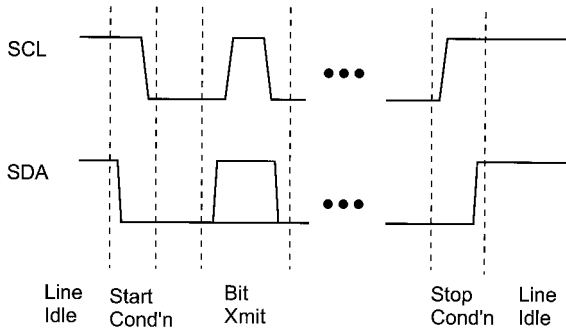 SCL
SDA
Line
Idle
Start
Cond'n
Bit
Xmit
Stop
Cond'n
Line
Idle